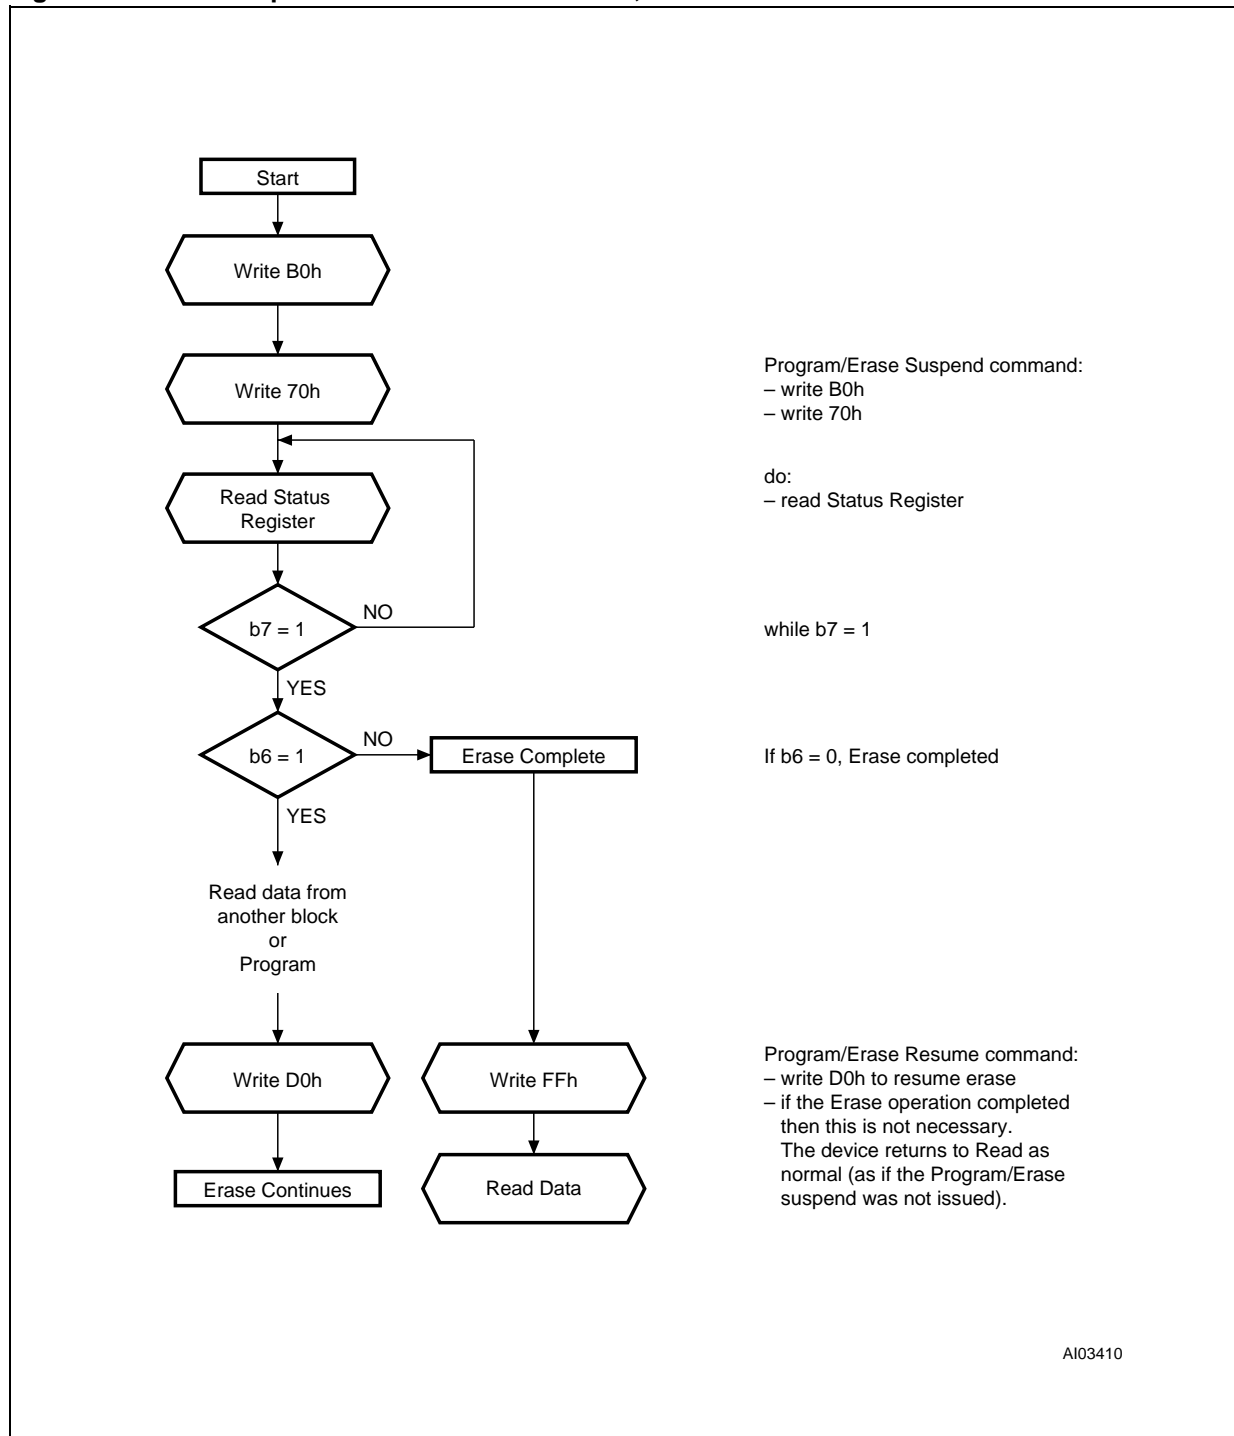 Start
Write B0h
Write 70h
Program/Erase Suspend command:
– write B0h
– write 70h
do:
– read Status Register
Read Status
Register
NO
b7 = 1
while b7 = 1
YES
NO
b6 = 1
Erase Complete
If b6 = 0, Erase completed
YES
Read data from
another block
or
Program
Write D0h
Write FFh
Program/Erase Resume command:
– write D0h to resume erase
– if the Erase operation completed
then this is not necessary.
The device returns to Read as
normal (as if the Program/Erase
suspend was not issued).
Erase Continues
Read Data
AI03410